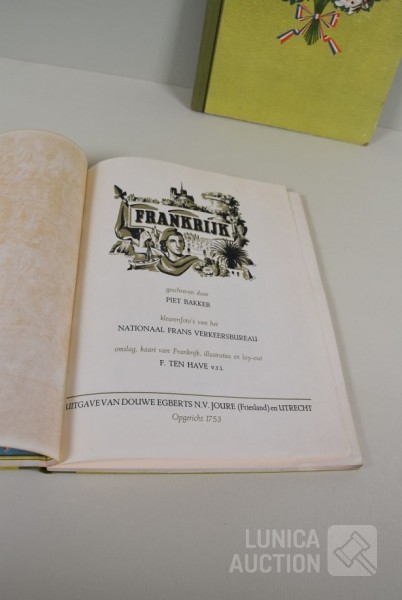 FRANKRIJK
geschreven door
PIET BAKKER
kleurenfoto's van het
NATIONAAL FRANS VERKEERSBUREAU
omslag, kaart van Frankrijk, illustraties en lay-out
F. TEN HAVE v.r.i.
UITGAVE VAN DOUWE EGBERTS N.V. JOURE (Friesland) en UTRECHT
Opgericht 1753
LUNICA
AUCTION